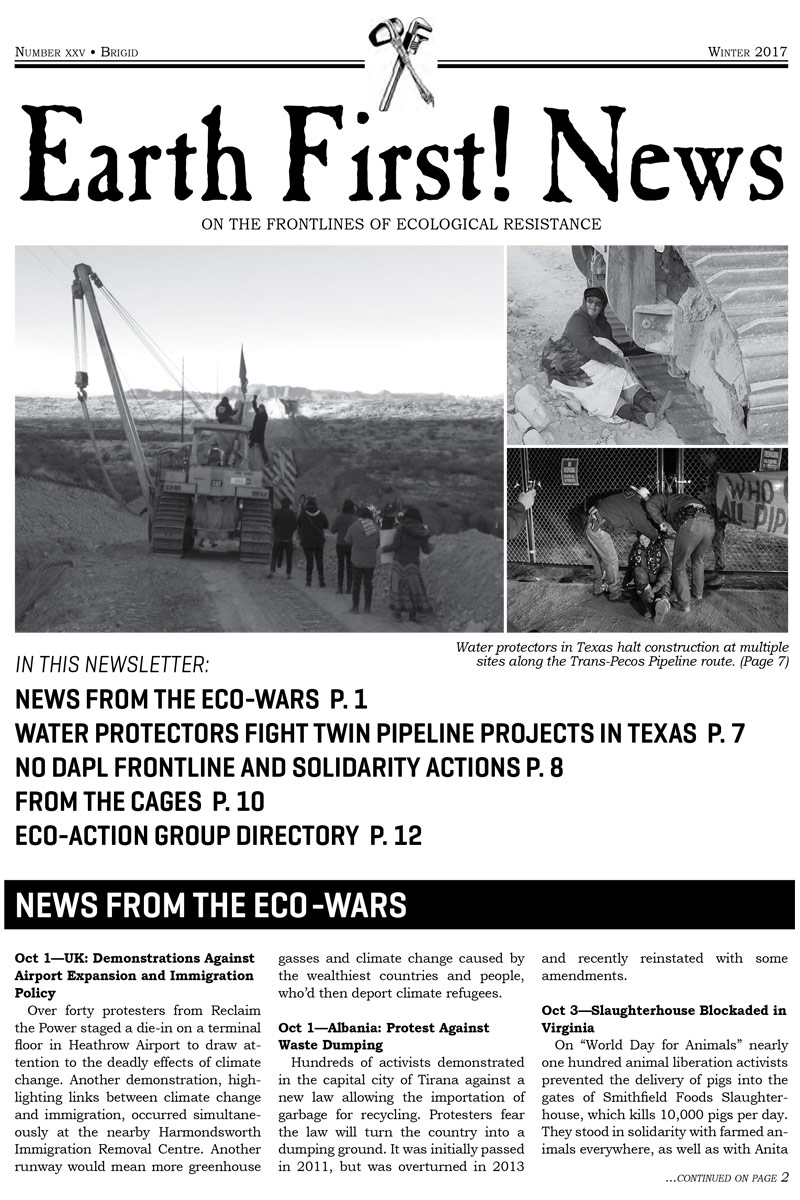 Number xxv • Brigid
Winter 2017
Earth First! News
ON THE FRONTLINES OF ECOLOGICAL RESISTANCE
WHO
ALL PIP
Water protectors in Texas halt construction at multiple
sites along the Trans-Pecos Pipeline route. (Page 7)
IN THIS NEWSLETTER:
NEWS FROM THE ECO-WARS P. 1
WATER PROTECTORS FIGHT TWIN PIPELINE PROJECTS IN TEXAS P. 7
NO DAPL FRONTLINE AND SOLIDARITY ACTIONS P. 8
FROM THE CAGES P. 10
ECO-ACTION GROUP DIRECTORY P. 12
NEWS FROM THE ECO-WARS
Oct 1—UK: Demonstrations Against
Airport Expansion and Immigration
Policy
Over forty protesters from Reclaim
the Power staged a die-in on a terminal
floor in Heathrow Airport to draw at-
tention to the deadly effects of climate
change. Another demonstration, high-
lighting links between climate change
and immigration, occurred simultane-
ously at the nearby Harmondsworth
Immigration Removal Centre. Another
runway would mean more greenhouse
gasses and climate change caused by
the wealthiest countries and people,
who'd then deport climate refugees.
Oct 1—Albania: Protest Against
Waste Dumping
Hundreds of activists demonstrated
in the capital city of Tirana against a
new law allowing the importation of
garbage for recycling. Protesters fear
the law will turn the country into a
dumping ground. It was initially passed
in 2011, but was overturned in 2013
and recently reinstated with some
amendments.
Oct 3—Slaughterhouse Blockaded in
Virginia
On “World Day for Animals” nearly
one hundred animal liberation activists
prevented the delivery of pigs into the
gates of Smithfield Foods Slaughter-
house, which kills 10,000 pigs per day.
They stood in solidarity with farmed an-
imals everywhere, as well as with Anita
...continued on page 2